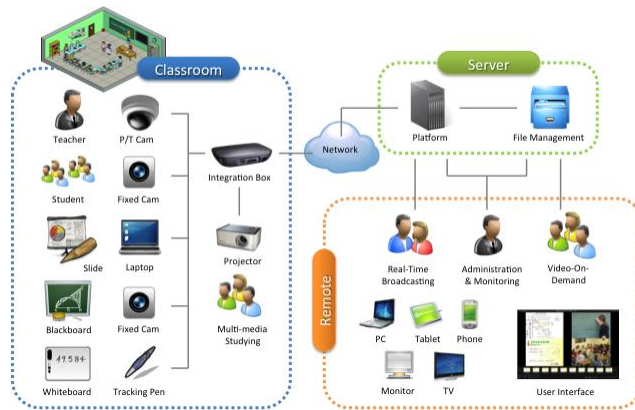 Classroom
Server
Teacher
P/T Cam
Integration Box
Network
Platform
File Management
Student
Fixed Cam
Slide
Laptop
Projector
Blackboard
Fixed Cam
Multi-media
Studying
Whiteboard
Tracking Pen
Remote
Real-Time
Broadcasting
Administration
& Monitoring
Video-On-
Demand
PC
Tablet
Phone
Monitor
TV
User Interface